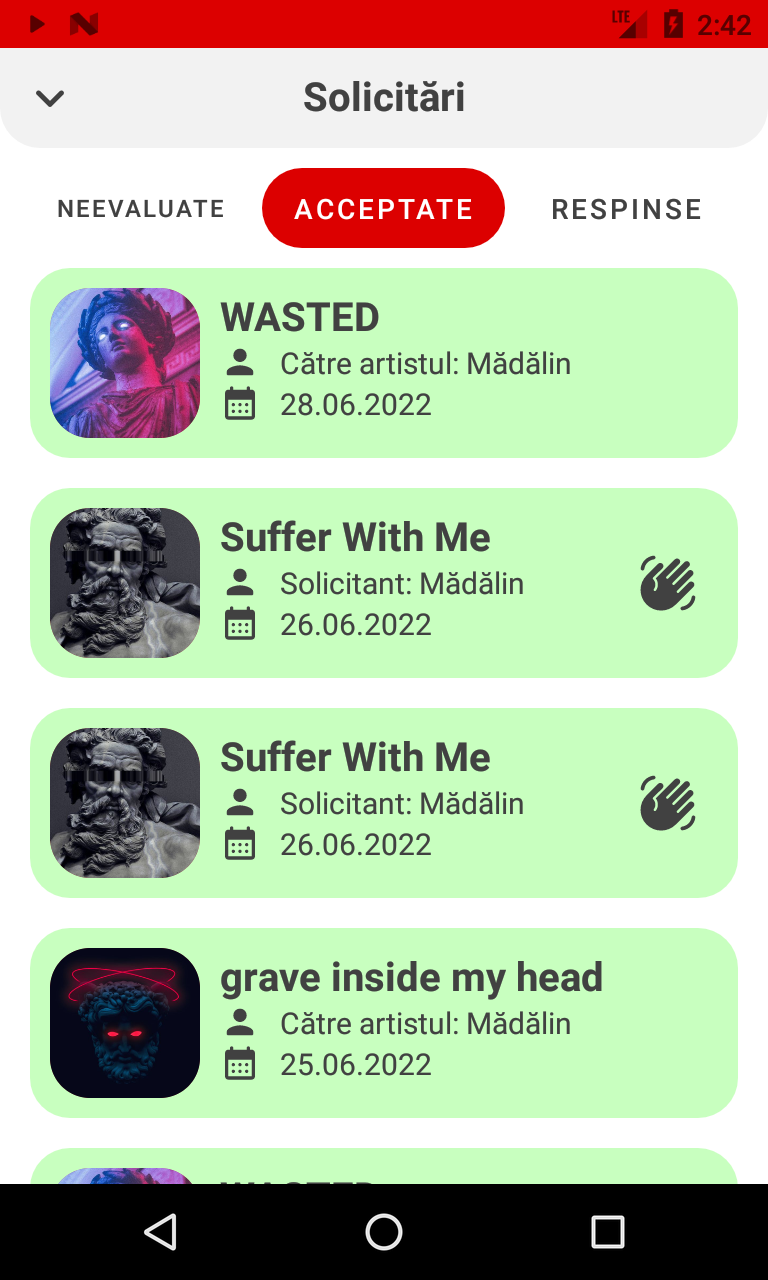 LTE
2:42
Solicitări
NEEVALUATE
ACCEPTATE
RESPINSE
WASTED
Către artistul: Mădălin
28.06.2022
Suffer With Me
Solicitant: Mădălin
26.06.2022
Suffer With Me
Solicitant: Mădălin
26.06.2022
grave inside my head
Către artistul: Mădălin
25.06.2022